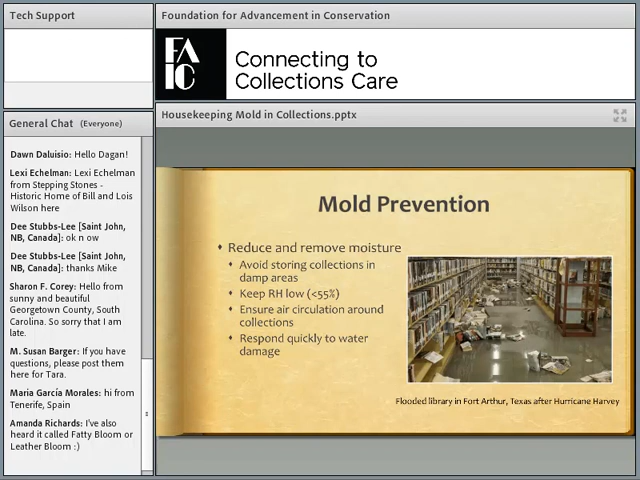 Tech Support
Foundation for Advancement in Conservation
FA
IC
Connecting to
Collections Care
General Chat (Everyone)
Dawn Daluisio: Hello Dagan!
Lexi Echelman: Lexi Echelman
from Stepping Stones -
Historic Home of Bill and Lois
Wilson here
Dee Stubbs-Lee [Saint John,
NB, Canada]: ok n ow
Dee Stubbs-Lee [Saint John,
NB, Canada]: thanks Mike
Sharon F. Corey: Hello from
sunny and beautiful
Georgetown County, South
Carolina. So sorry that I am
late.
M. Susan Barger: If you have
questions, please post them
here for Tara.
Maria García Morales: hi from
Tenerife, Spain
Amanda Richards: I've also
heard it called Fatty Bloom or
Leather Bloom :)
Housekeeping Mold in Collections.pptx
Mold Prevention
Reduce and remove moisture
Avoid storing collections in
damp areas
Keep RH low (<55%)
Ensure air circulation around
collections
Respond quickly to water
damage
Flooded library in Fort Arthur, Texas after Hurricane Harvey